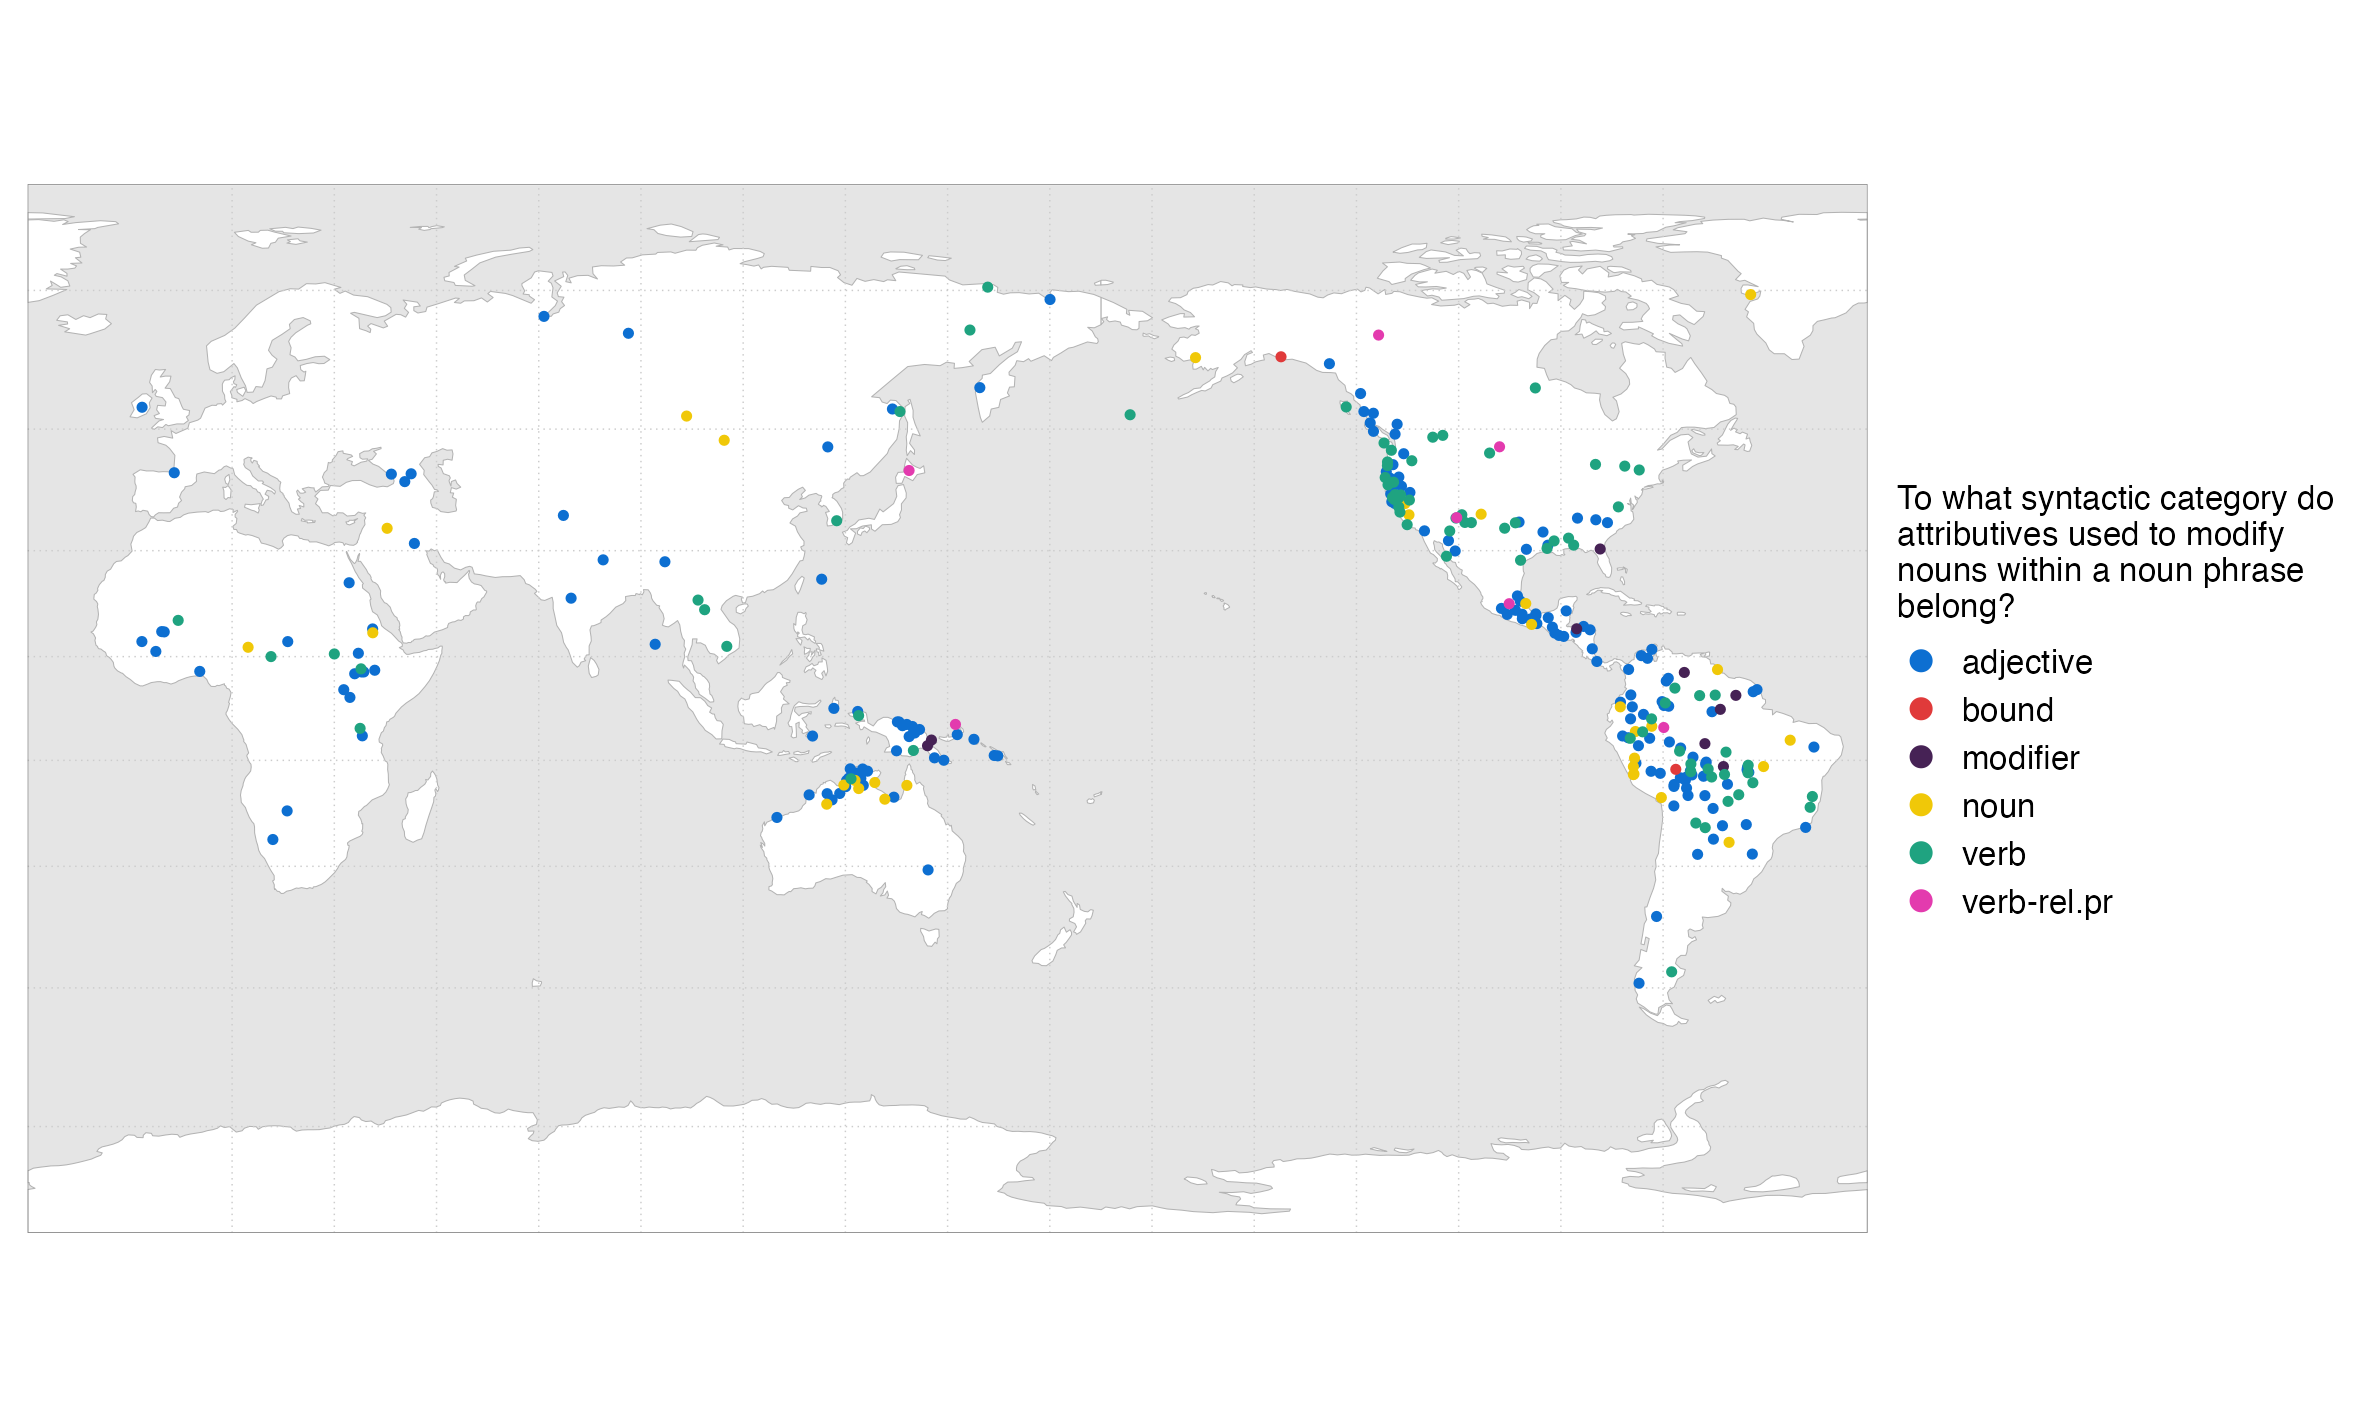 To what syntactic category do
attributives used to modify
nouns within a noun phrase
belong?
adjective
bound
modifier
noun
verb
verb-rel.pr